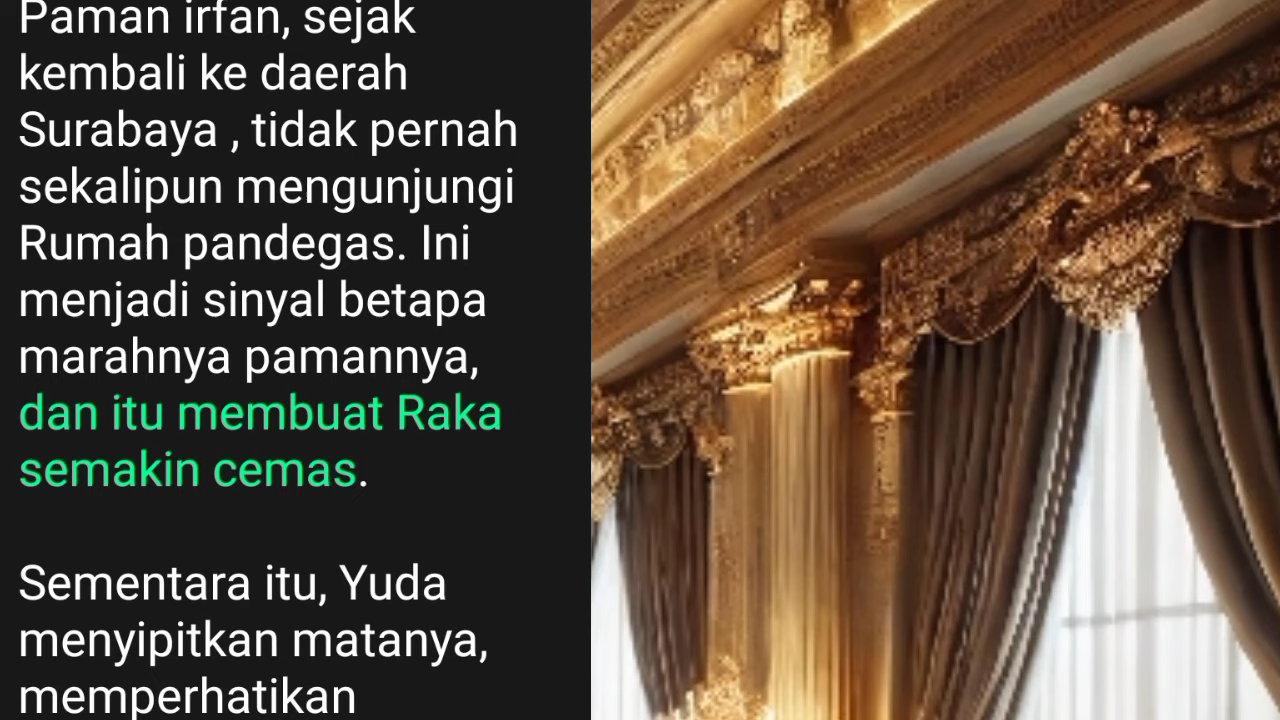 Paman irfan, sejak
kembali ke daerah
Surabaya , tidak pernah
sekalipun mengunjungi
Rumah pandegas. Ini
menjadi sinyal betapa
marahnya pamannya,
dan itu membuat Raka
semakin cemas.
Sementara itu, Yuda
menyipitkan matanya,
memperhatikan